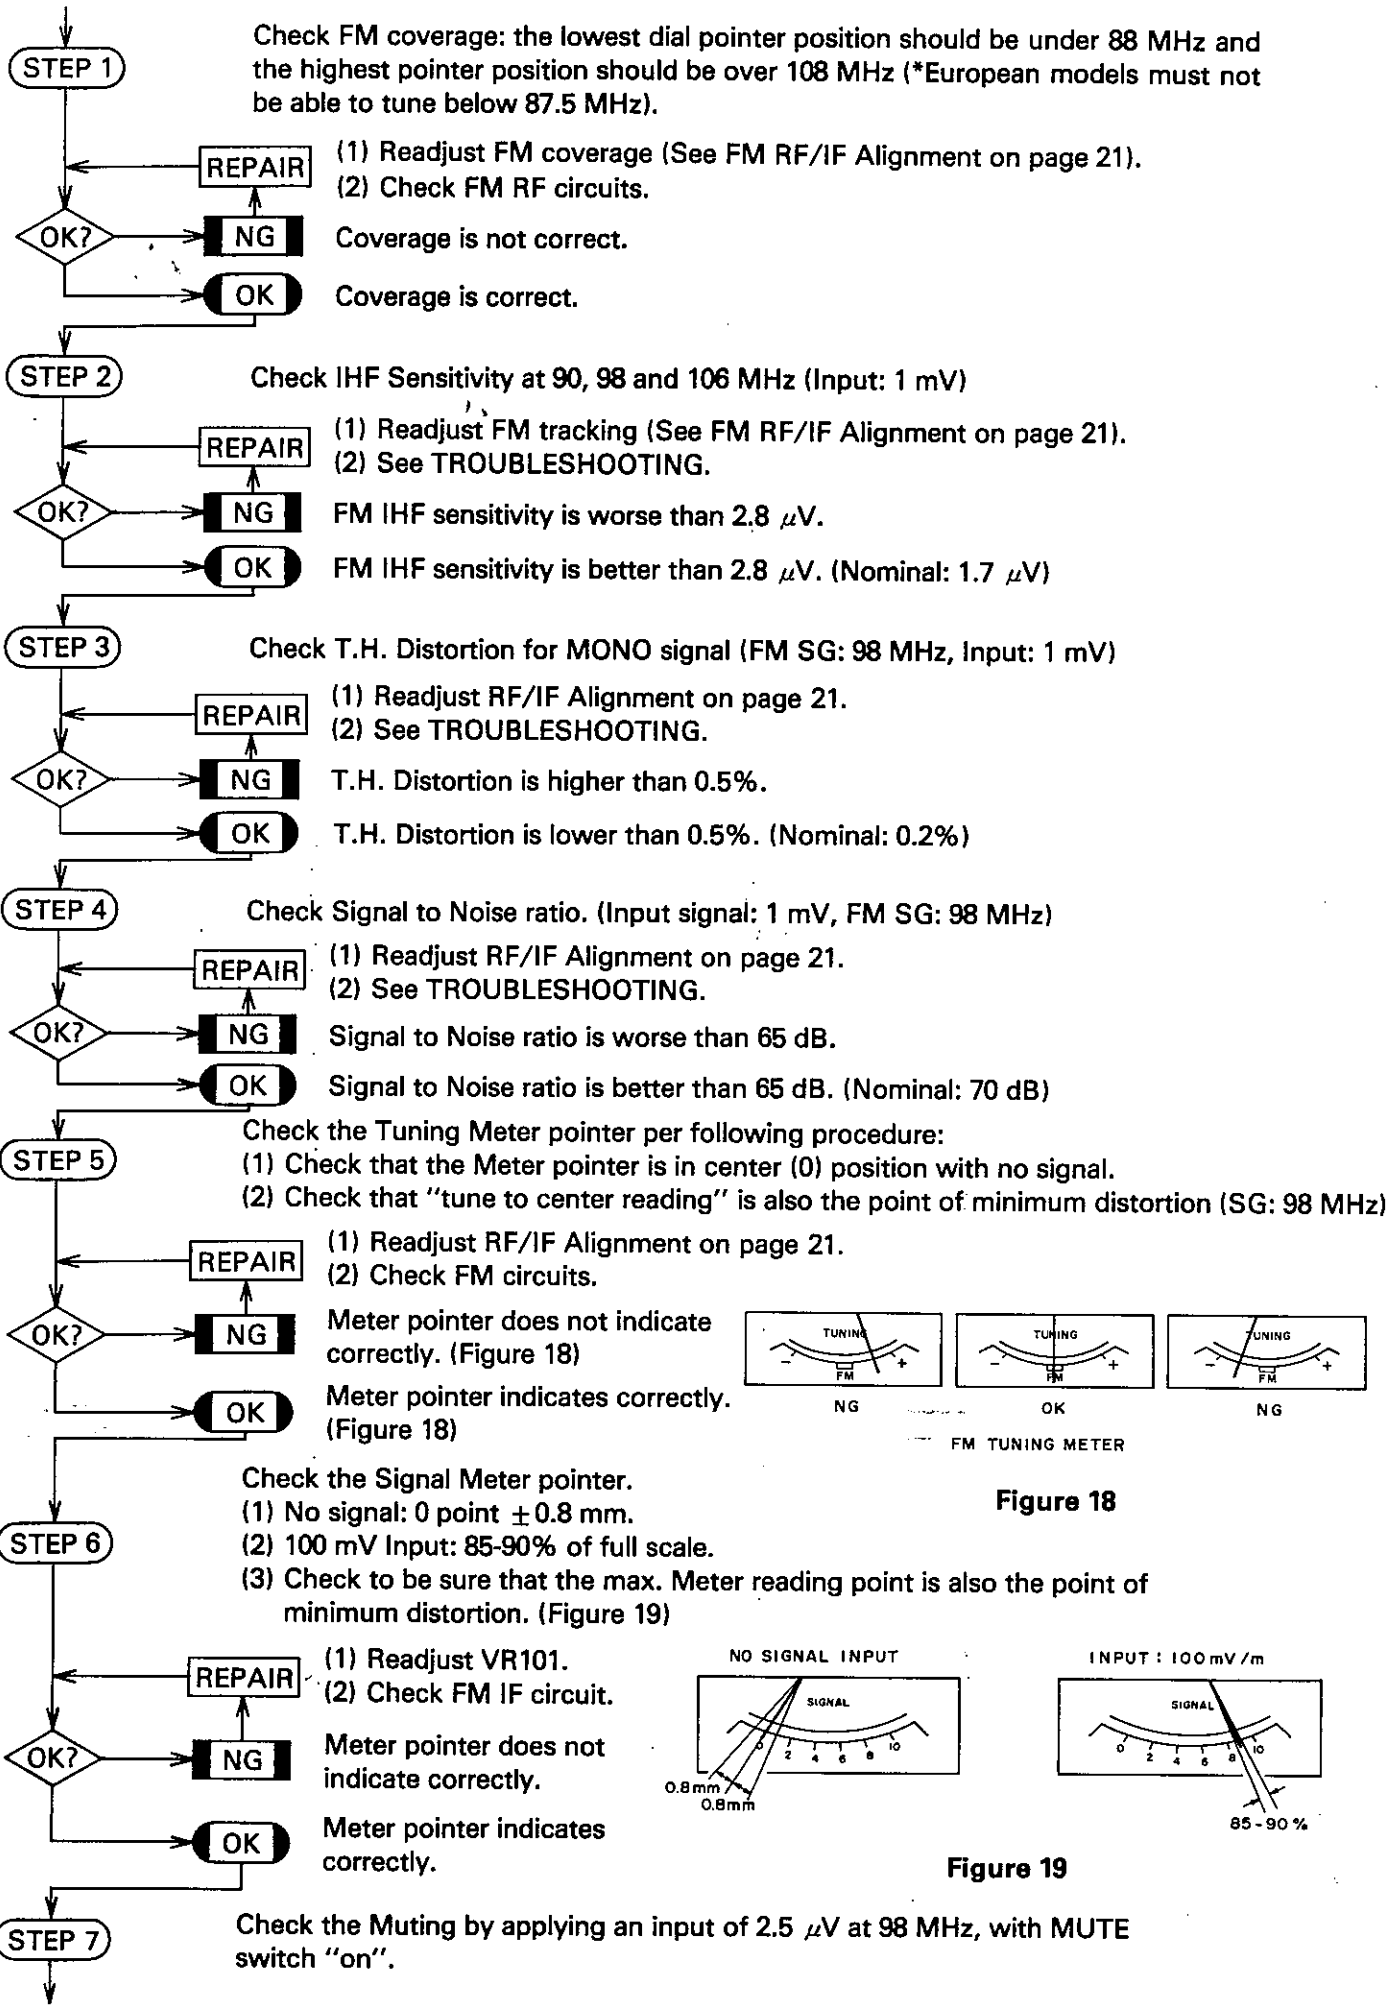 Check FM coverage: the lowest dial pointer position should be under 88 MHz and
STEP 1
the highest pointer position should be over 108 MHz (*European models must not
be able to tune below 87.5 MHz).
REPAIR
(1) Readjust FM coverage (See FM RF/IF Alignment on page 21).
(2) Check FM RF circuits.
OK?
NG
Coverage is not correct.
OK
Coverage is correct.
STEP 2
Check IHF Sensitivity at 90, 98 and 106 MHz (Input: 1 mV)
REPAIR
(1) Readjust FM tracking (See FM RF/IF Alignment on page 21).
(2) See TROUBLESHOOTING.
OK?
NG
FM IHF sensitivity is worse than 2.8 μV.
OK
FM IHF sensitivity is better than 2.8 μV. (Nominal: 1.7 μV)
STEP 3
Check T.H. Distortion for MONO signal (FM SG: 98 MHz, Input: 1 mV)
REPAIR
(1) Readjust RF/IF Alignment on page 21.
(2) See TROUBLESHOOTING.
OK?
NG
T.H. Distortion is higher than 0.5%.
OK
T.H. Distortion is lower than 0.5%. (Nominal: 0.2%)
STEP 4
Check Signal to Noise ratio. (Input signal: 1 mV, FM SG: 98 MHz)
REPAIR
(1) Readjust RF/IF Alignment on page 21.
(2) See TROUBLESHOOTING.
OK?
NG
Signal to Noise ratio is worse than 65 dB.
OK
Signal to Noise ratio is better than 65 dB. (Nominal: 70 dB)
STEP 5
Check the Tuning Meter pointer per following procedure:
(1) Check that the Meter pointer is in center (0) position with no signal.
(2) Check that "tune to center reading" is also the point of minimum distortion (SG: 98 MHz)
REPAIR
(1) Readjust RF/IF Alignment on page 21.
(2) Check FM circuits.
OK?
NG
Meter pointer does not indicate
correctly. (Figure 18)
OK
Meter pointer indicates correctly.
(Figure 18)
TUNING
- +
FM
NG
TUNING
- +
FM
OK
TUNING
- +
FM
NG
FM TUNING METER
Figure 18
STEP 6
Check the Signal Meter pointer.
(1) No signal: 0 point ±0.8 mm.
(2) 100 mV Input: 85-90% of full scale.
(3) Check to be sure that the max. Meter reading point is also the point of
minimum distortion. (Figure 19)
REPAIR
(1) Readjust VR101.
(2) Check FM IF circuit.
OK?
NG
Meter pointer does not
indicate correctly.
OK
Meter pointer indicates
correctly.
NO SIGNAL INPUT
SIGNAL
0 2 4 6 8 10
0.8mm
0.8mm
INPUT : 100mV/m
SIGNAL
0 2 4 6 8 10
85-90%
Figure 19
STEP 7
Check the Muting by applying an input of 2.5 μV at 98 MHz, with MUTE
switch "on".